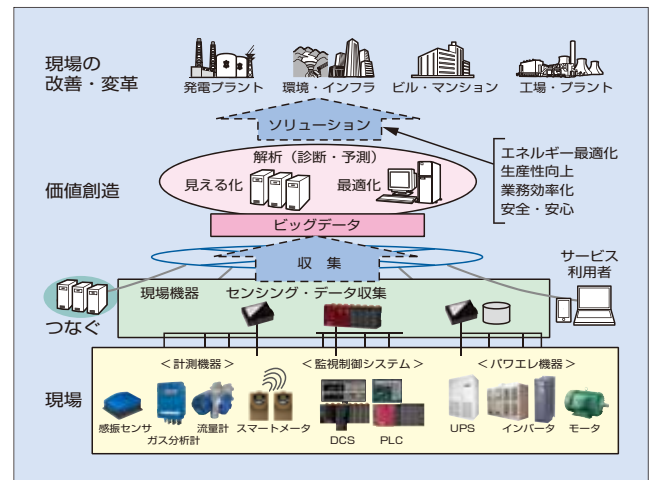 現場の
改善・変革
発電プラント
環境・インフラ
ビル・マンション
工場・プラント
ソリューション
エネルギー最適化
生産性向上
業務効率化
安全・安心
価値創造
解析（診断・予測）
見える化
最適化
ビッグデータ
収 集
サービス
利用者
つなぐ
現場機器
センシング・データ収集
現場
＜計測機器＞
＜監視制御システム＞
＜パワエレ機器＞
感振センサ
ガス分析計
流量計
スマートメータ
DCS
PLC
UPS
インバータ
モータ